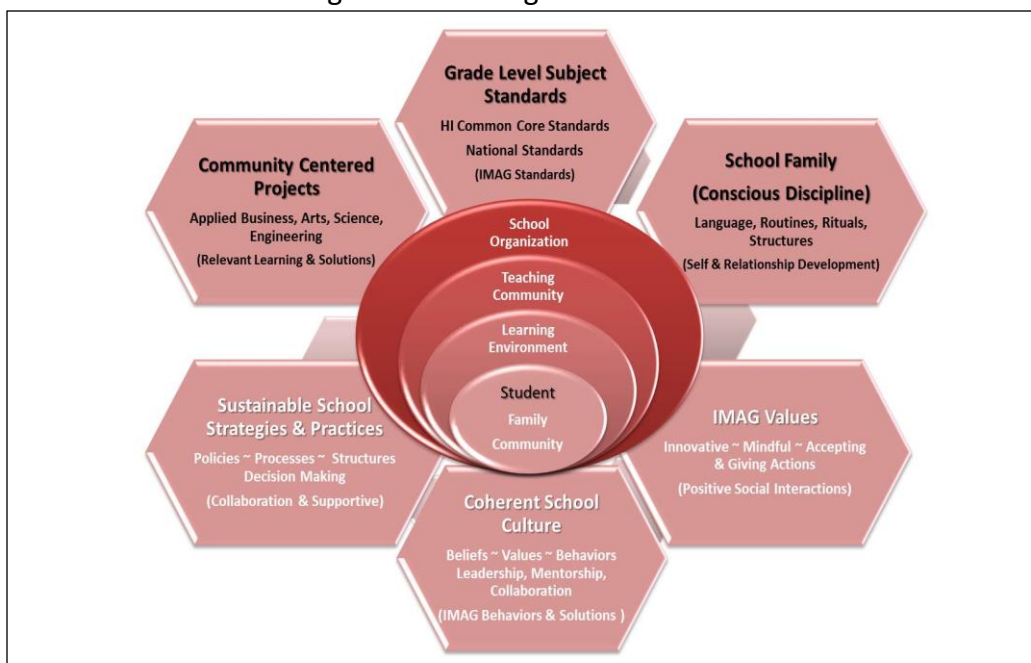 Grade Level Subject
Standards
HI Common Core Standards
National Standards
(IMAG Standards)
Community Centered
Projects
Applied Business, Arts, Science,
Engineering
(Relevant Learning & Solutions)
School Family
(Conscious Discipline)
Language, Routines, Rituals,
Structures
(Self & Relationship Development)
School
Organization
Teaching
Community
Learning
Environment
Student
Family
Community
Sustainable School
Strategies & Practices
Policies ~ Processes ~ Structures
Decision Making
(Collaboration & Supportive)
IMAG Values
Innovative ~ Mindful ~ Accepting
& Giving Actions
(Positive Social Interactions)
Coherent School
Culture
Beliefs ~ Values ~ Behaviors
Leadership, Mentorship,
Collaboration
(IMAG Behaviors & Solutions )